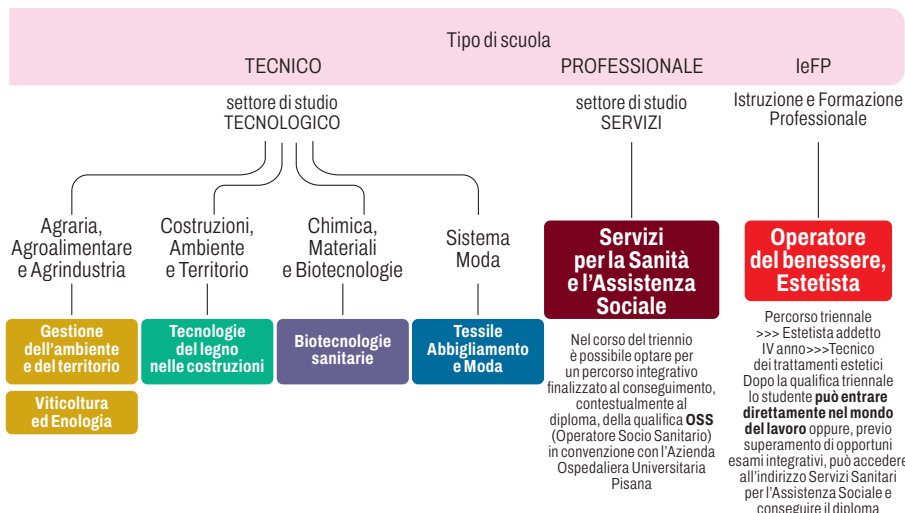 Tipo di scuola
TECNICO
PROFESSIONALE
IeFP
settore di studio
TECNOLOGICO
settore di studio
SERVIZI
Istruzione e Formazione
Professionale
Agraria,
Agroalimentare
e Agrindustria
Costruzioni,
Ambiente
e Territorio
Chimica,
Materiali
e Biotecnologie
Sistema
Moda
Gestione
dell'ambiente
e del territorio
Viticoltura
ed Enologia
Tecnologie
del legno
nelle costruzioni
Biotecnologie
sanitarie
Tessile
Abbigliamento
e Moda
Servizi
per la Sanità
e l'Assistenza
Sociale
Nel corso del triennio
è possibile optare per
un percorso integrativo
finalizzato al conseguimento,
contestualmente al
diploma, della qualifica OSS
(Operatore Socio Sanitario)
in convenzione con l'Azienda
Ospedaliera Universitaria
Pisana
Operatore
del benessere,
Estetista
Percorso triennale
>>> Estetista addetto
IV anno>>>Tecnico
dei trattamenti estetici
Dopo la qualifica triennale
lo studente può entrare
direttamente nel mondo
del lavoro oppure, previo
superamento di opportuni
esami integrativi, può accedere
all'indirizzo Servizi Sanitari
per l'Assistenza Sociale e
conseguire il diploma